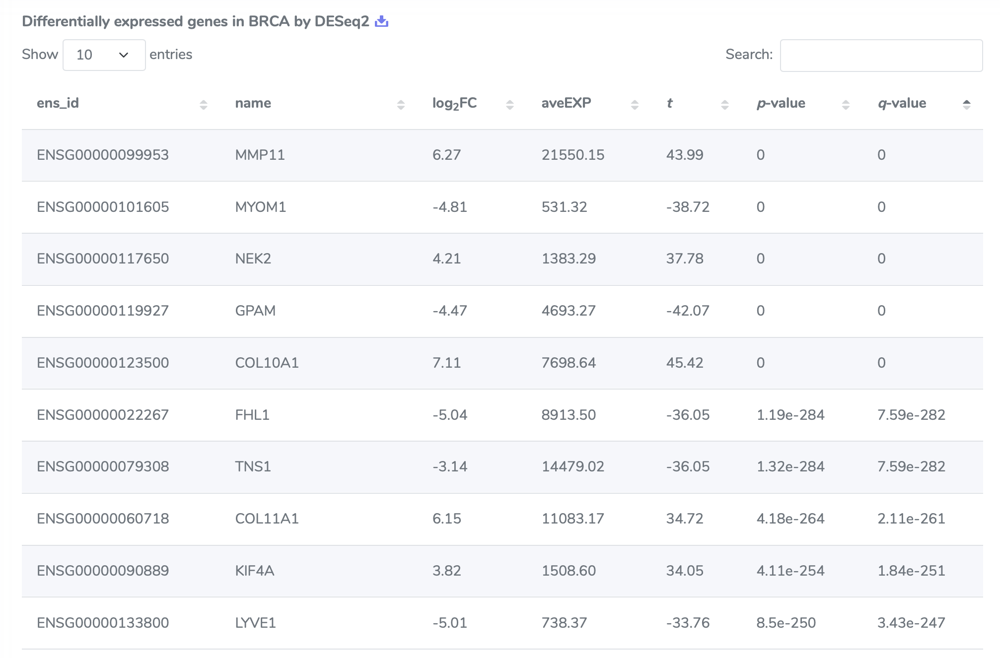 Differentially expressed genes in BRCA by DESeq2
Show 10 entries Search:
ens_id name log₂FC aveEXP t p-value q-value
ENSG00000099953 MMP11 6.27 21550.15 43.99 0 0
ENSG00000101605 MYOM1 -4.81 531.32 -38.72 0 0
ENSG00000117650 NEK2 4.21 1383.29 37.78 0 0
ENSG00000119927 GPAM -4.47 4693.27 -42.07 0 0
ENSG00000123500 COL10A1 7.11 7698.64 45.42 0 0
ENSG00000022267 FHL1 -5.04 8913.50 -36.05 1.19e-284 7.59e-282
ENSG00000079308 TNS1 -3.14 14479.02 -36.05 1.32e-284 7.59e-282
ENSG00000060718 COL11A1 6.15 11083.17 34.72 4.18e-264 2.11e-261
ENSG00000090889 KIF4A 3.82 1508.60 34.05 4.11e-254 1.84e-251
ENSG00000133800 LYVE1 -5.01 738.37 -33.76 8.5e-250 3.43e-247